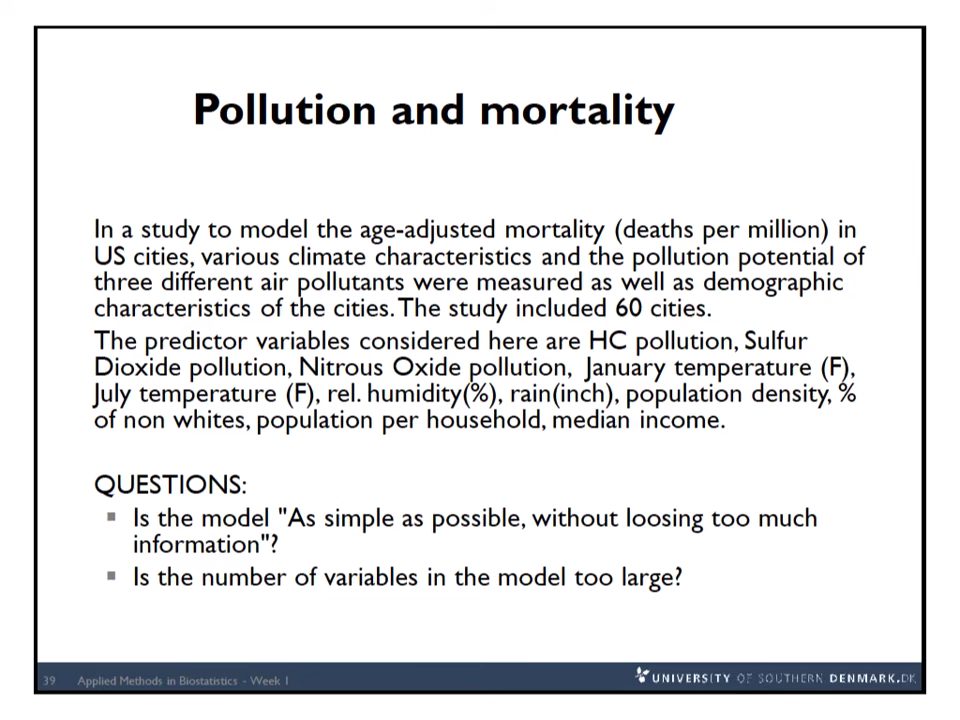 Pollution and mortality
In a study to model the age-adjusted mortality (deaths per million) in
US cities, various climate characteristics and the pollution potential of
three different air pollutants were measured as well as demographic
characteristics of the cities. The study included 60 cities.
The predictor variables considered here are HC pollution, Sulfur
Dioxide pollution, Nitrous Oxide pollution, January temperature (F),
July temperature (F), rel. humidity(%), rain(inch), population density, %
of non whites, population per household, median income.
QUESTIONS:
Is the model "As simple as possible, without loosing too much
information"?
Is the number of variables in the model too large?
39 Applied Methods in Biostatistics - Week 1
UNIVERSITY OF SOUTHERN DENMARK.DK